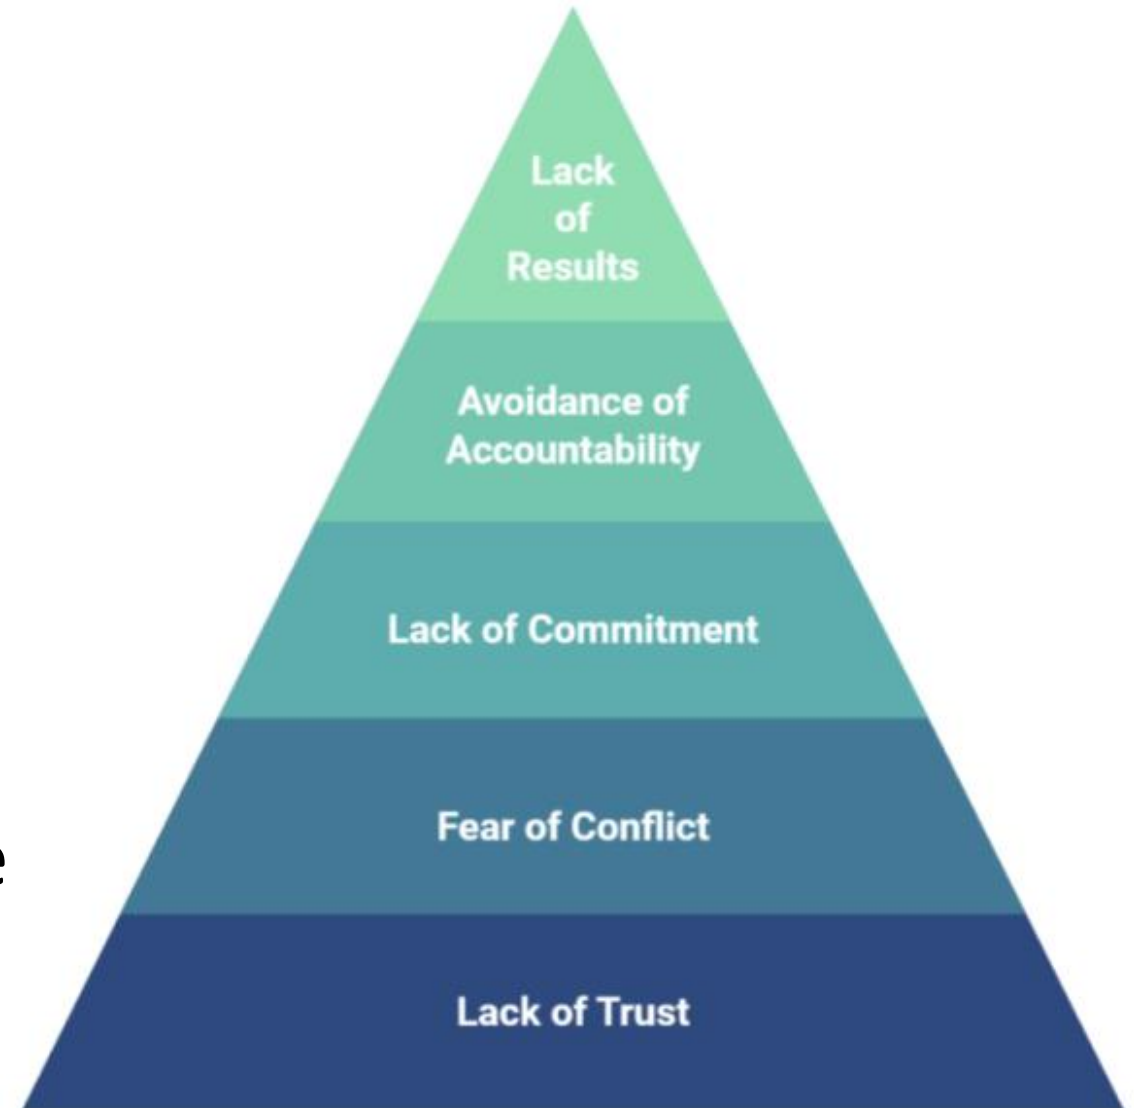 Lack
of
Results
Avoidance of
Accountability
Lack of Commitment
Fear of Conflict
e
Lack of Trust